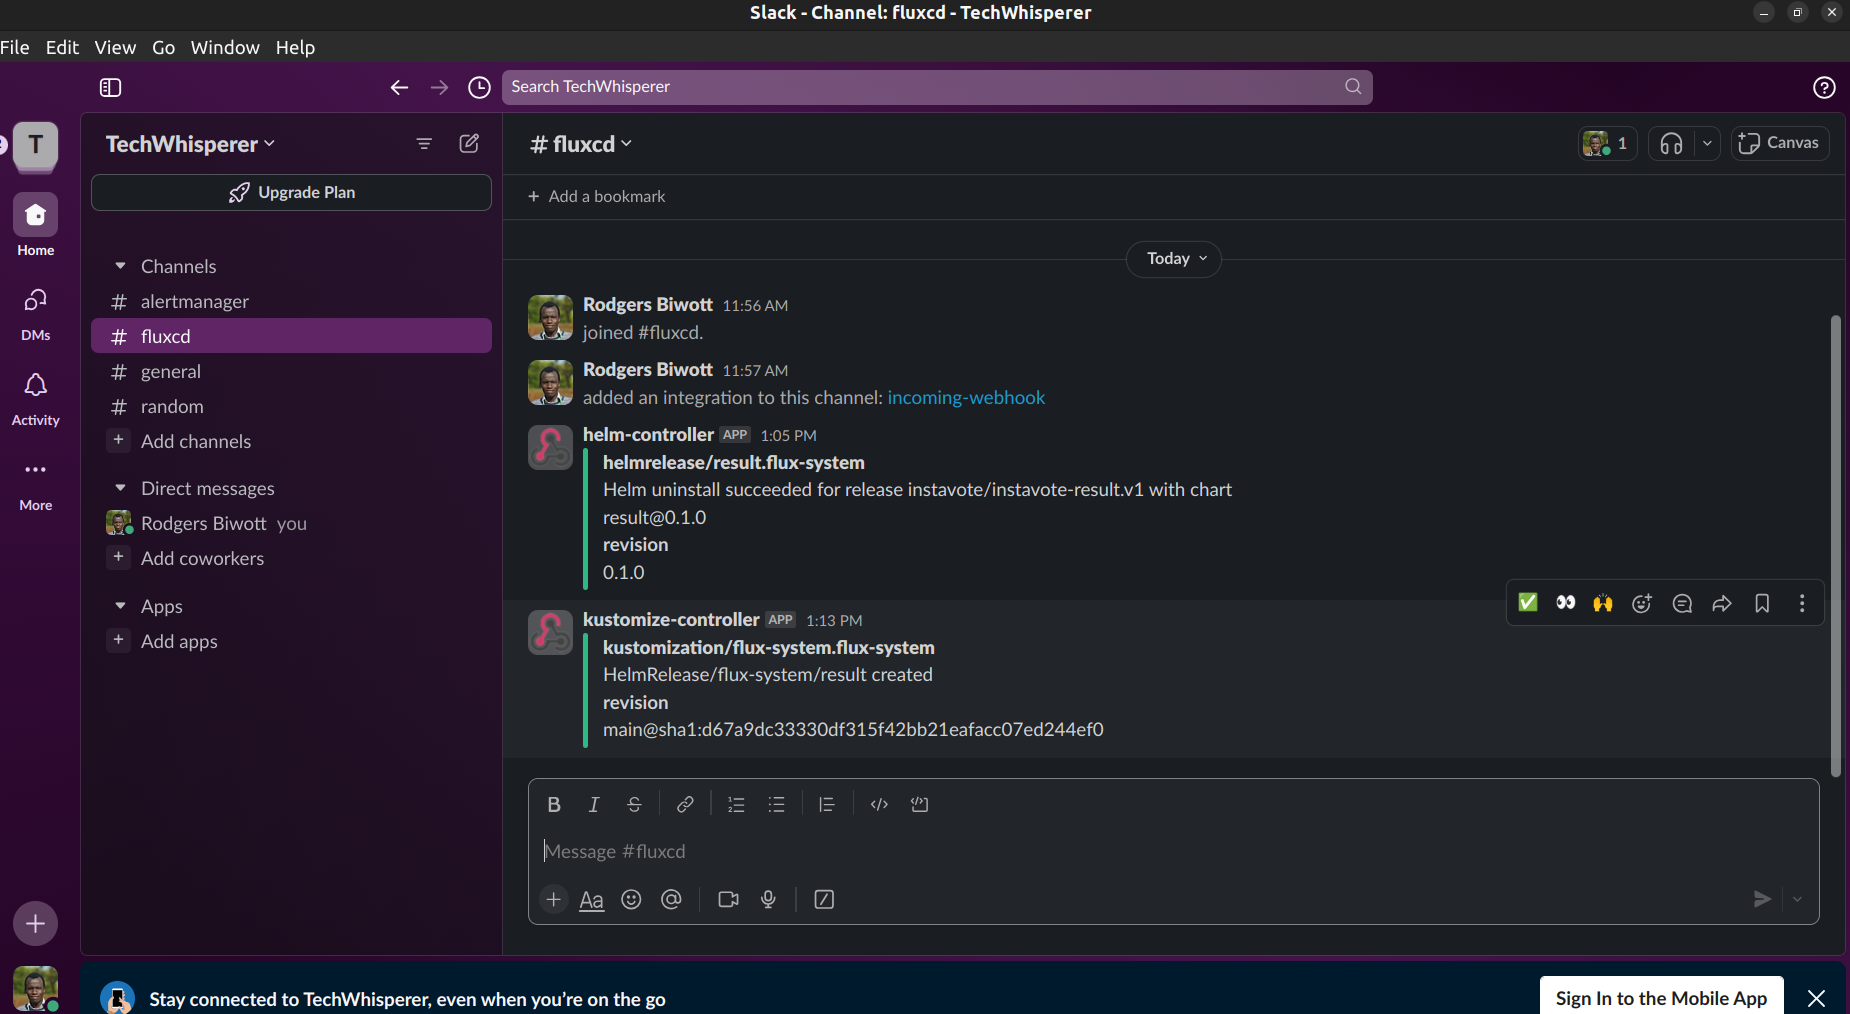 Slack - Channel: fluxcd - TechWhisperer
File Edit View Go Window Help
Search TechWhisperer
T
TechWhisperer
Upgrade Plan
Home
DMs
Activity
More
Channels
# alertmanager
# fluxcd
# general
# random
+ Add channels
Direct messages
Rodgers Biwott you
+ Add coworkers
Apps
+ Add apps
# fluxcd
1
Canvas
+ Add a bookmark
Today
Rodgers Biwott 11:56 AM
joined #fluxcd.
Rodgers Biwott 11:57 AM
added an integration to this channel: incoming-webhook
helm-controller APP 1:05 PM
helmrelease/result.flux-system
Helm uninstall succeeded for release instavote/instavote-result.v1 with chart
result@0.1.0
revision
0.1.0
kustomize-controller APP 1:13 PM
kustomization/flux-system.flux-system
HelmRelease/flux-system/result created
revision
main@sha1:d67a9dc33330df315f42bb21eafacc07ed244ef0
Message #fluxcd
Stay connected to TechWhisperer, even when you’re on the go
Sign In to the Mobile App